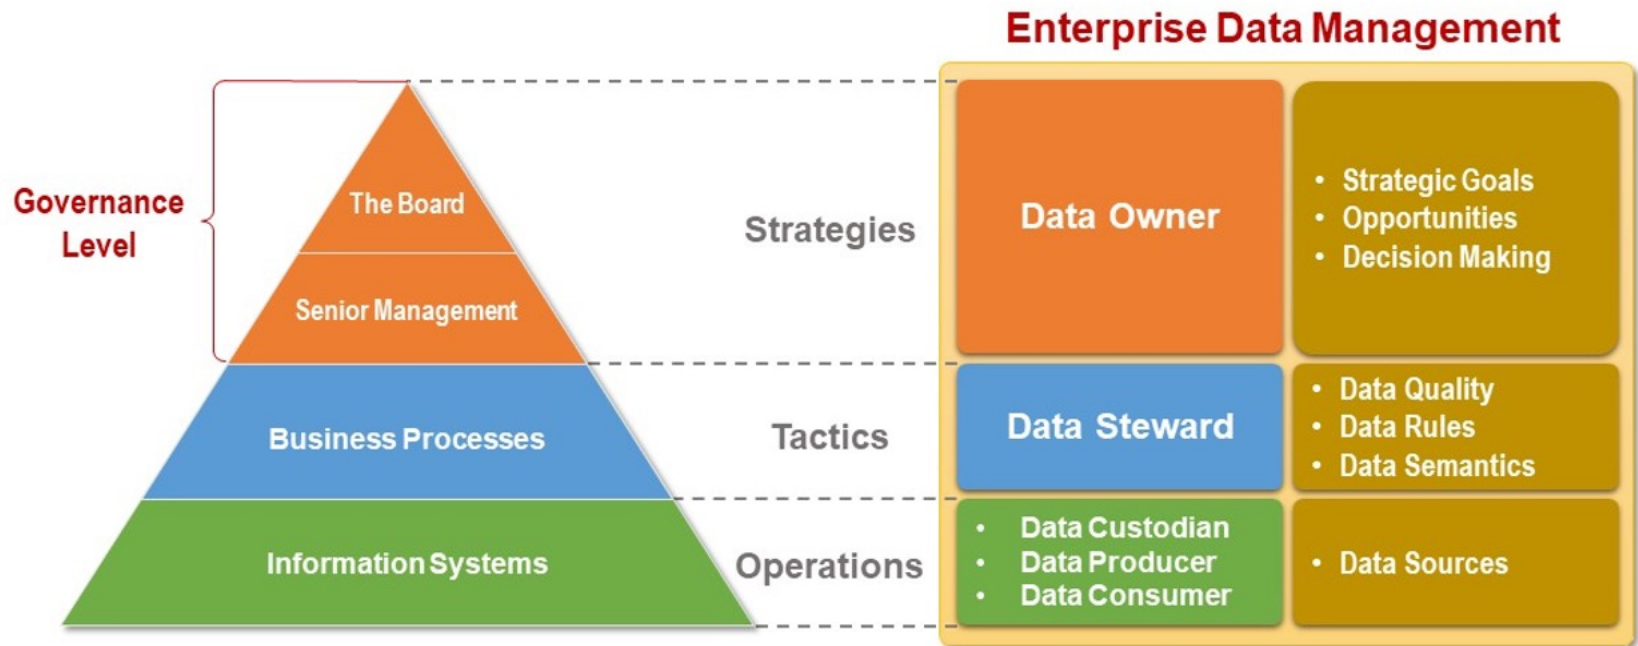 Enterprise Data Management
Governance
Level
The Board
Senior Management
Business Processes
Information Systems
Strategies
Tactics
Operations
Data Owner
• Strategic Goals
• Opportunities
• Decision Making
Data Steward
• Data Quality
• Data Rules
• Data Semantics
• Data Custodian
• Data Producer
• Data Consumer
• Data Sources